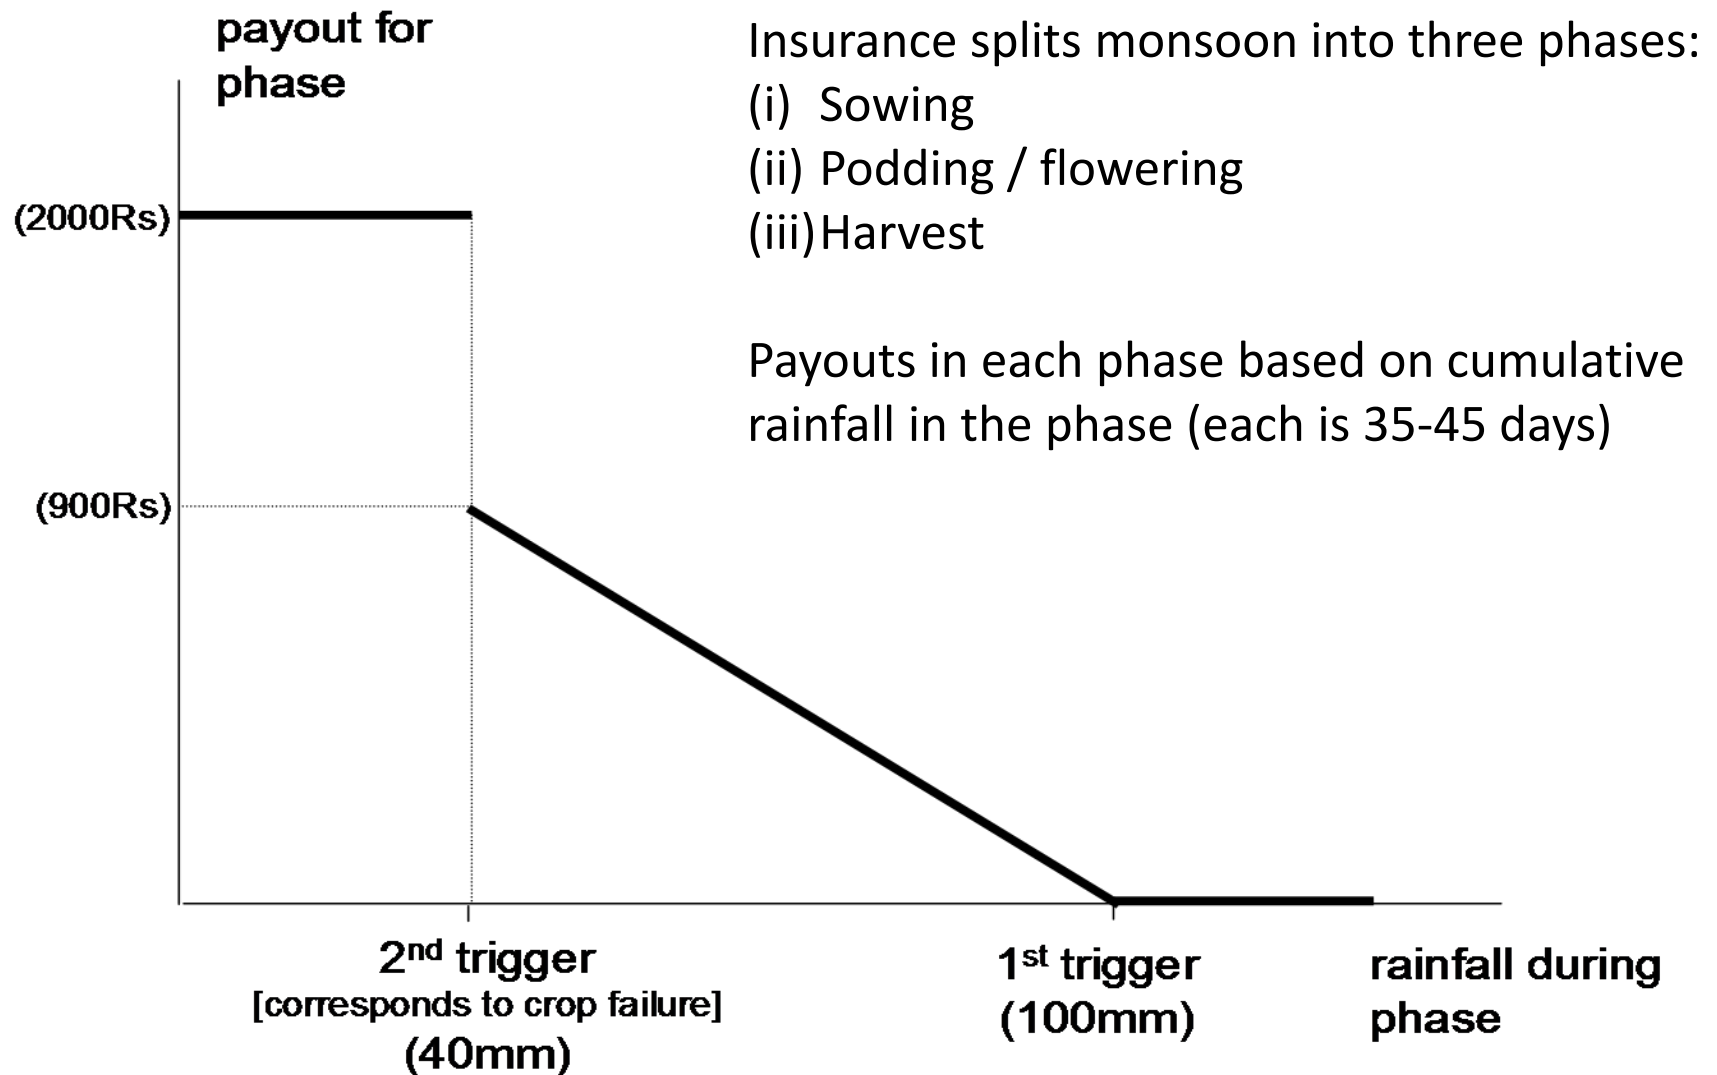 payout for
phase
Insurance splits monsoon into three phases:
(i) Sowing
(ii) Podding / flowering
(iii) Harvest
Payouts in each phase based on cumulative
rainfall in the phase (each is 35-45 days)
(2000Rs)
(900Rs)
2nd trigger
[corresponds to crop failure]
(40mm)
1st trigger
(100mm)
rainfall during
phase